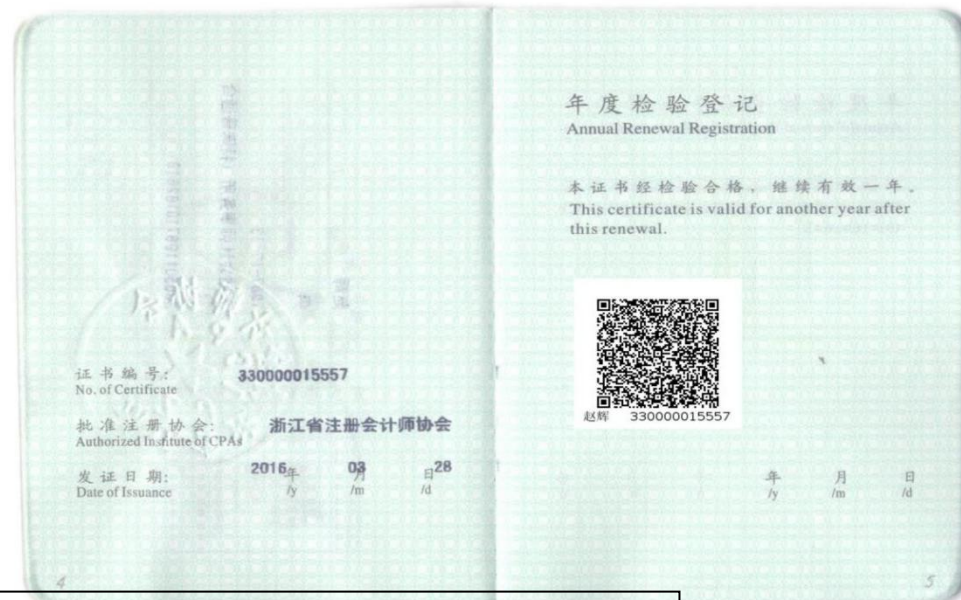 证书编号: 330000015557
No. of Certificate
批准注册协会: 浙江省注册会计师协会
Authorized Institute of CPAs
发证日期: 2016年 03月 28日
Date of Issuance /y /m /d
4
年度检验登记
Annual Renewal Registration
本证书经检验合格，继续有效一年。
This certificate is valid for another year after
this renewal.
赵辉 330000015557
年 月 日
/y /m /d
5